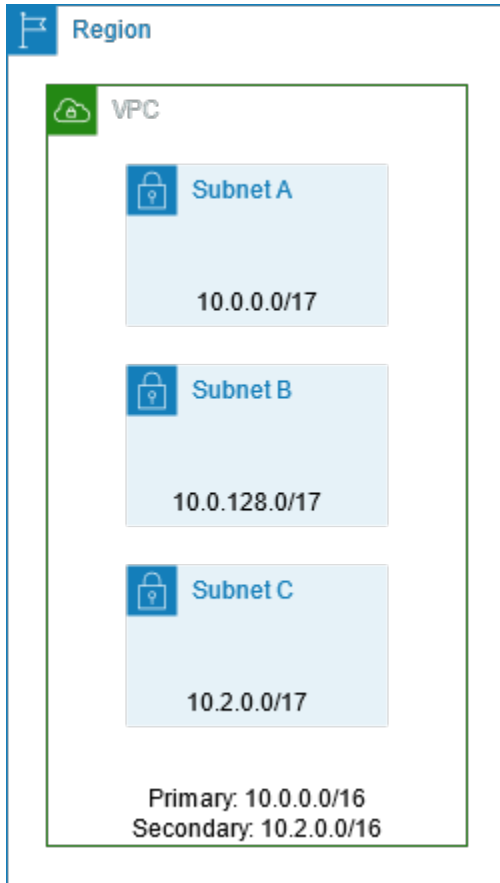 Region
VPC
Subnet A
10.0.0.0/17
Subnet B
10.0.128.0/17
Subnet C
10.2.0.0/17
Primary: 10.0.0.0/16
Secondary: 10.2.0.0/16